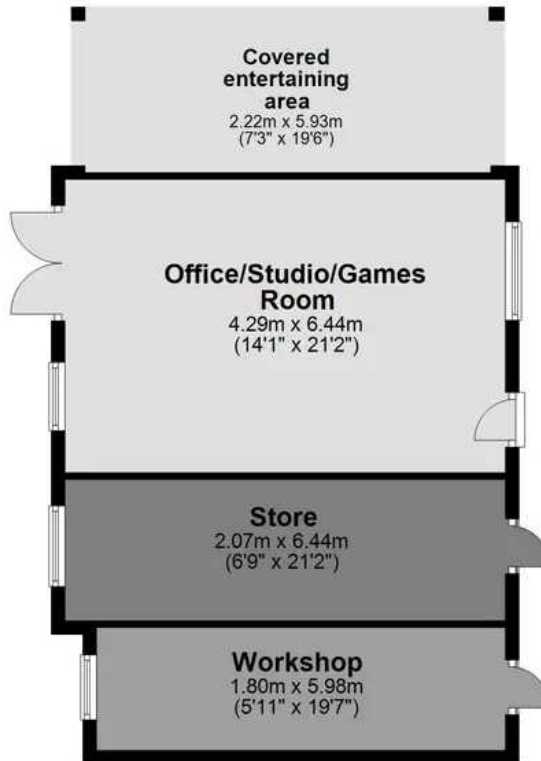 Covered
entertaining
area
2.22m x 5.93m
(7'3" x 19'6")
Office/Studio/Games
Room
4.29m x 6.44m
(14'1" x 21'2")
Store
2.07m x 6.44m
(6'9" x 21'2")
Workshop
1.80m x 5.98m
(5'11" x 19'7")